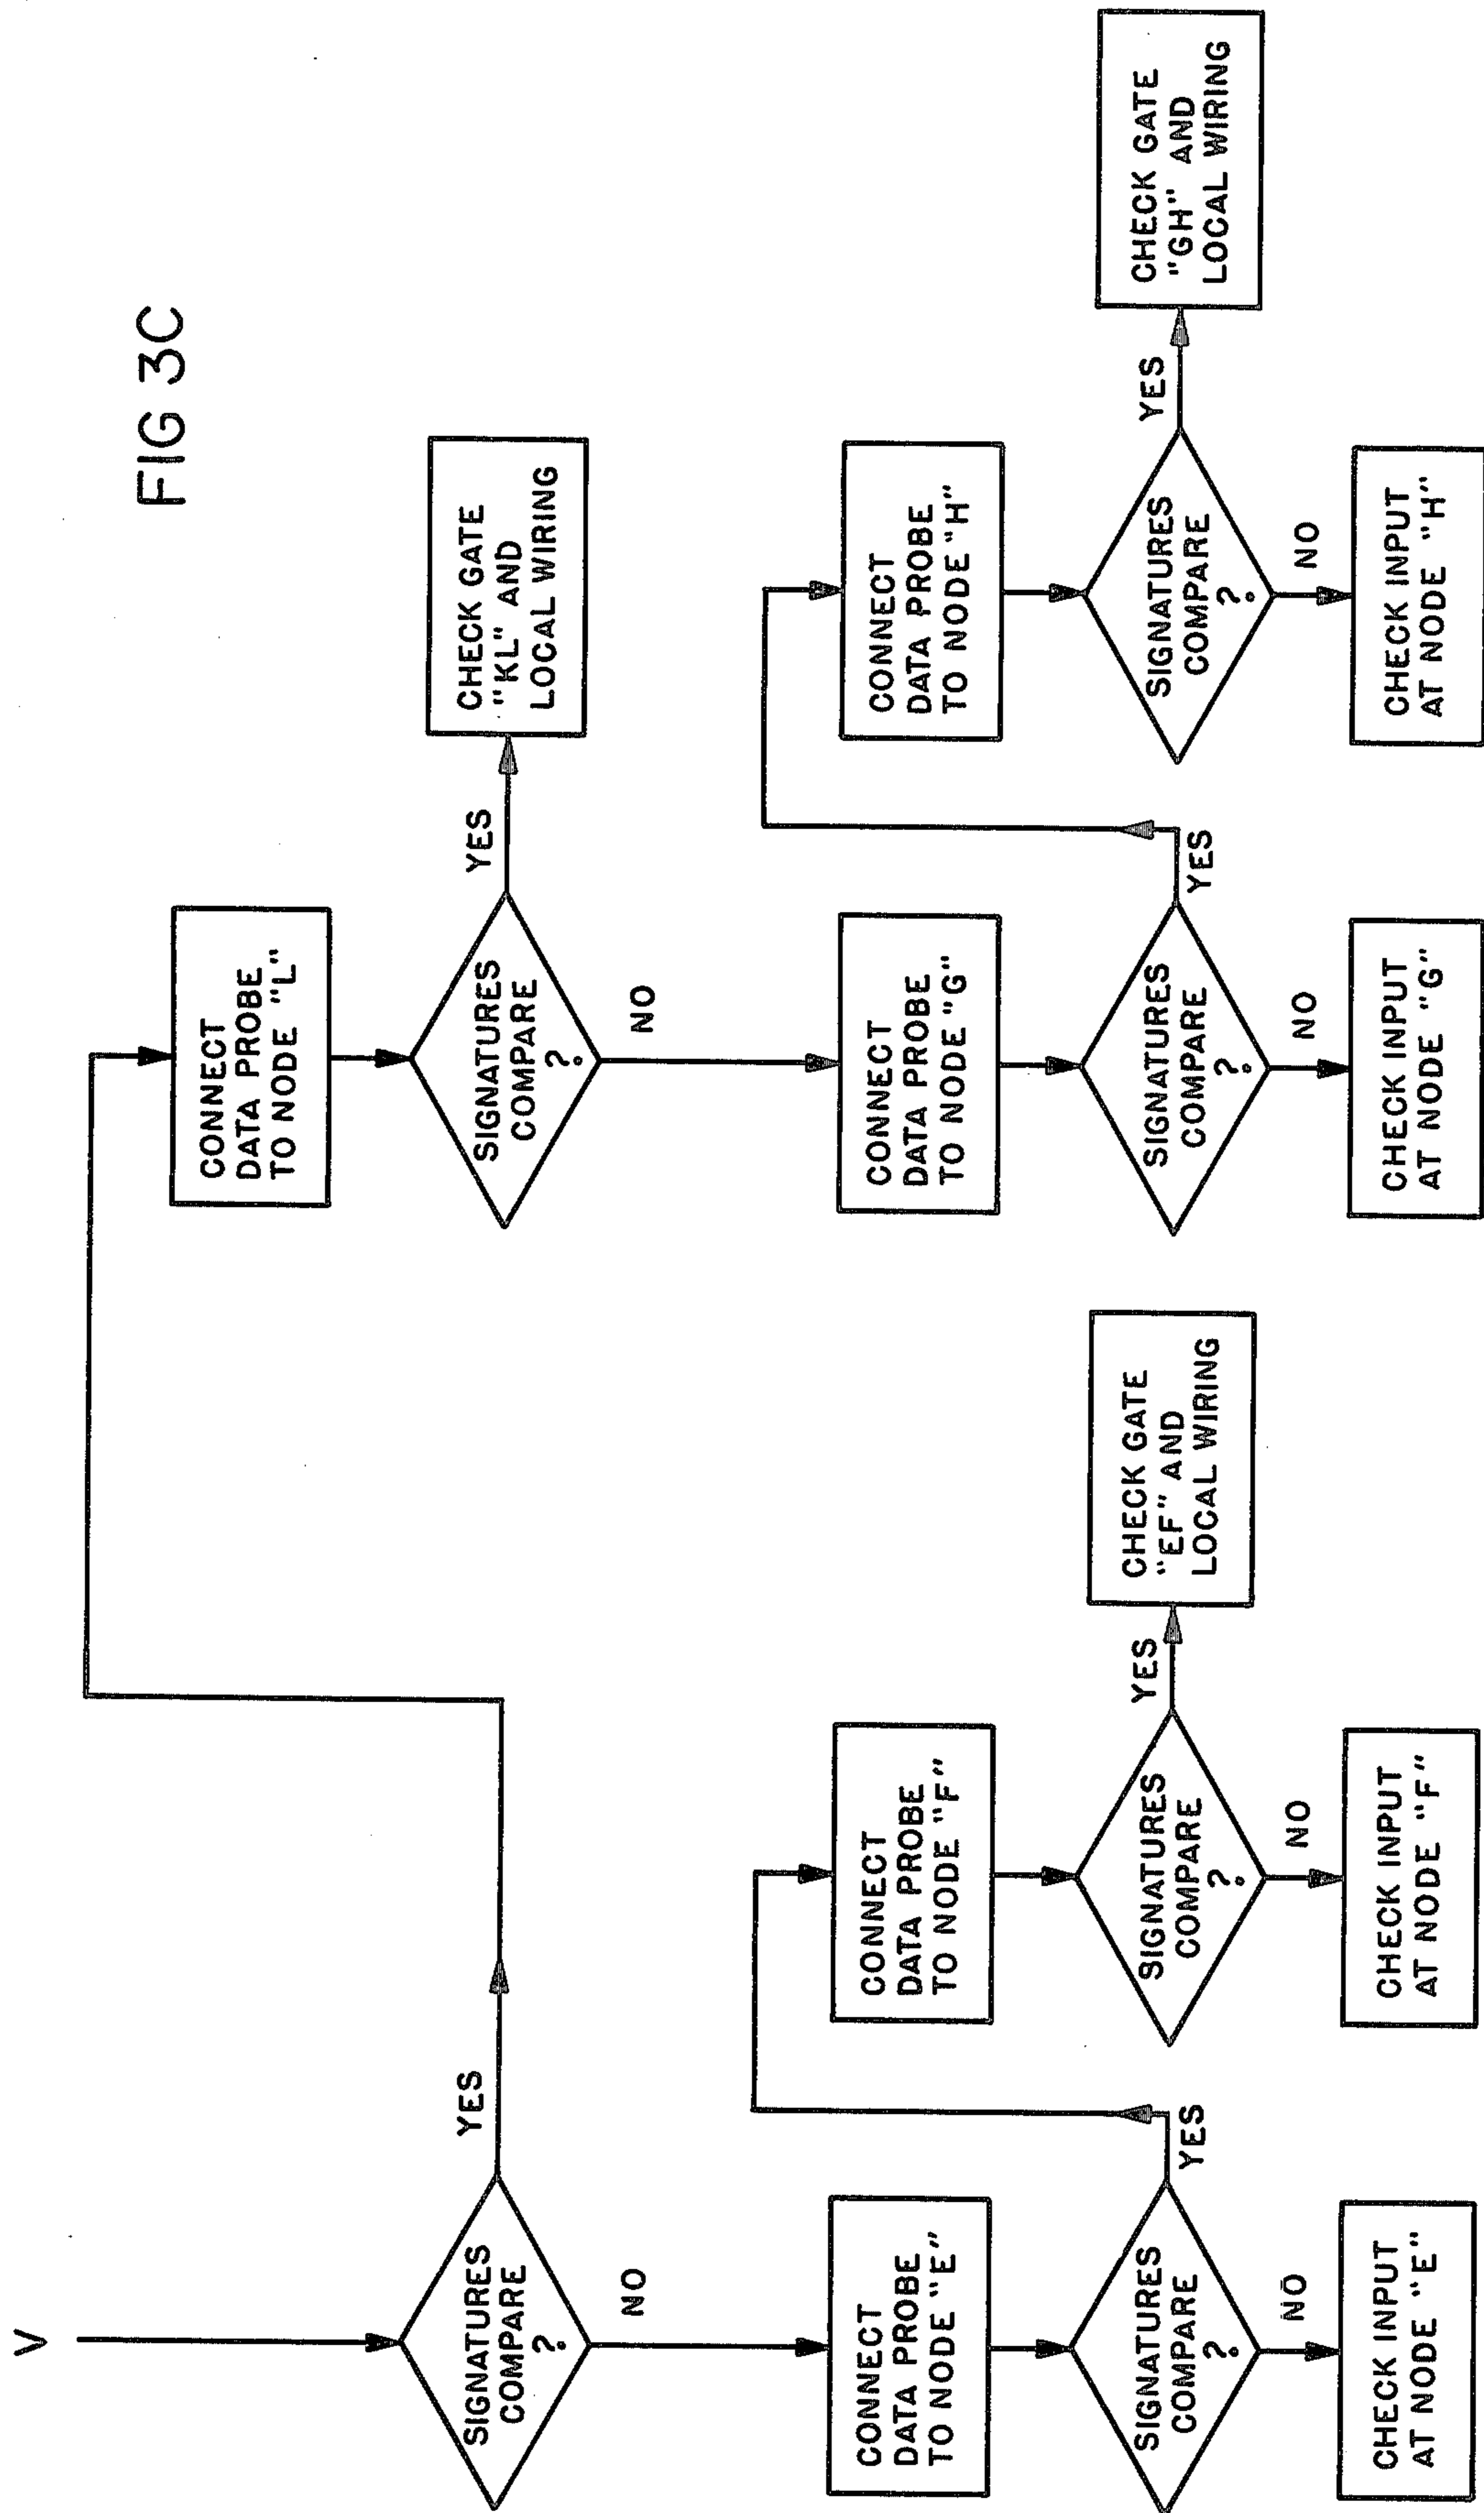 FIG 3C
V
SIGNATURES
COMPARE
?
YES
NO
CONNECT
DATA PROBE
TO NODE "L"
SIGNATURES
COMPARE
?
YES
NO
CHECK GATE
"KL" AND
LOCAL WIRING
CONNECT
DATA PROBE
TO NODE "E"
SIGNATURES
COMPARE
?
YES
NO
CHECK INPUT
AT NODE "E"
CONNECT
DATA PROBE
TO NODE "F"
SIGNATURES
COMPARE
?
YES
NO
CHECK INPUT
AT NODE "F"
CHECK GATE
"EF" AND
LOCAL WIRING
CONNECT
DATA PROBE
TO NODE "G"
SIGNATURES
COMPARE
?
YES
NO
CHECK INPUT
AT NODE "G"
CONNECT
DATA PROBE
TO NODE "H"
SIGNATURES
COMPARE
?
YES
NO
CHECK INPUT
AT NODE "H"
CHECK GATE
"GH" AND
LOCAL WIRING